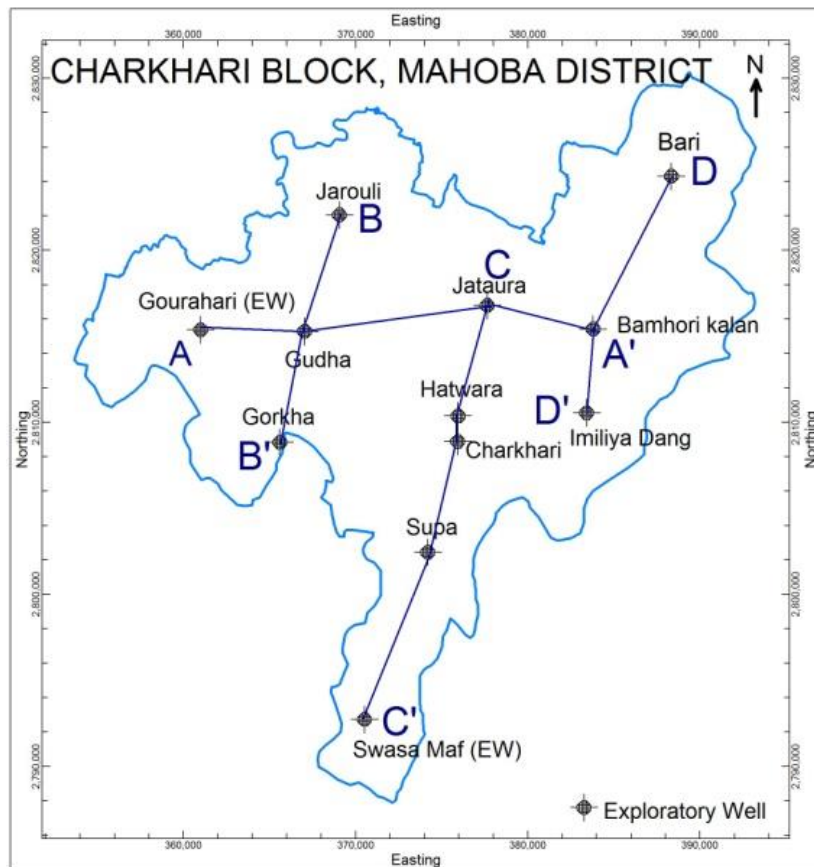 Easting
360,000 370,000 380,000 390,000
CHARKHARI BLOCK, MAHOBA DISTRICT
N
2,830,000
2,830,000
Bari
D
Jarouli
B
2,820,000
2,820,000
C
Jataura
Gourahari (EW)
A
Gudha
Bamhori kalan
A'
Hatwara
D'
Gorkha
B'
Imiliya Dang
Charkhari
2,810,000
2,810,000
Northing
Northing
Supa
2,800,000
2,800,000
C'
Swasa Maf (EW)
2,790,000
2,790,000
Exploratory Well
360,000 370,000 380,000 390,000
Easting